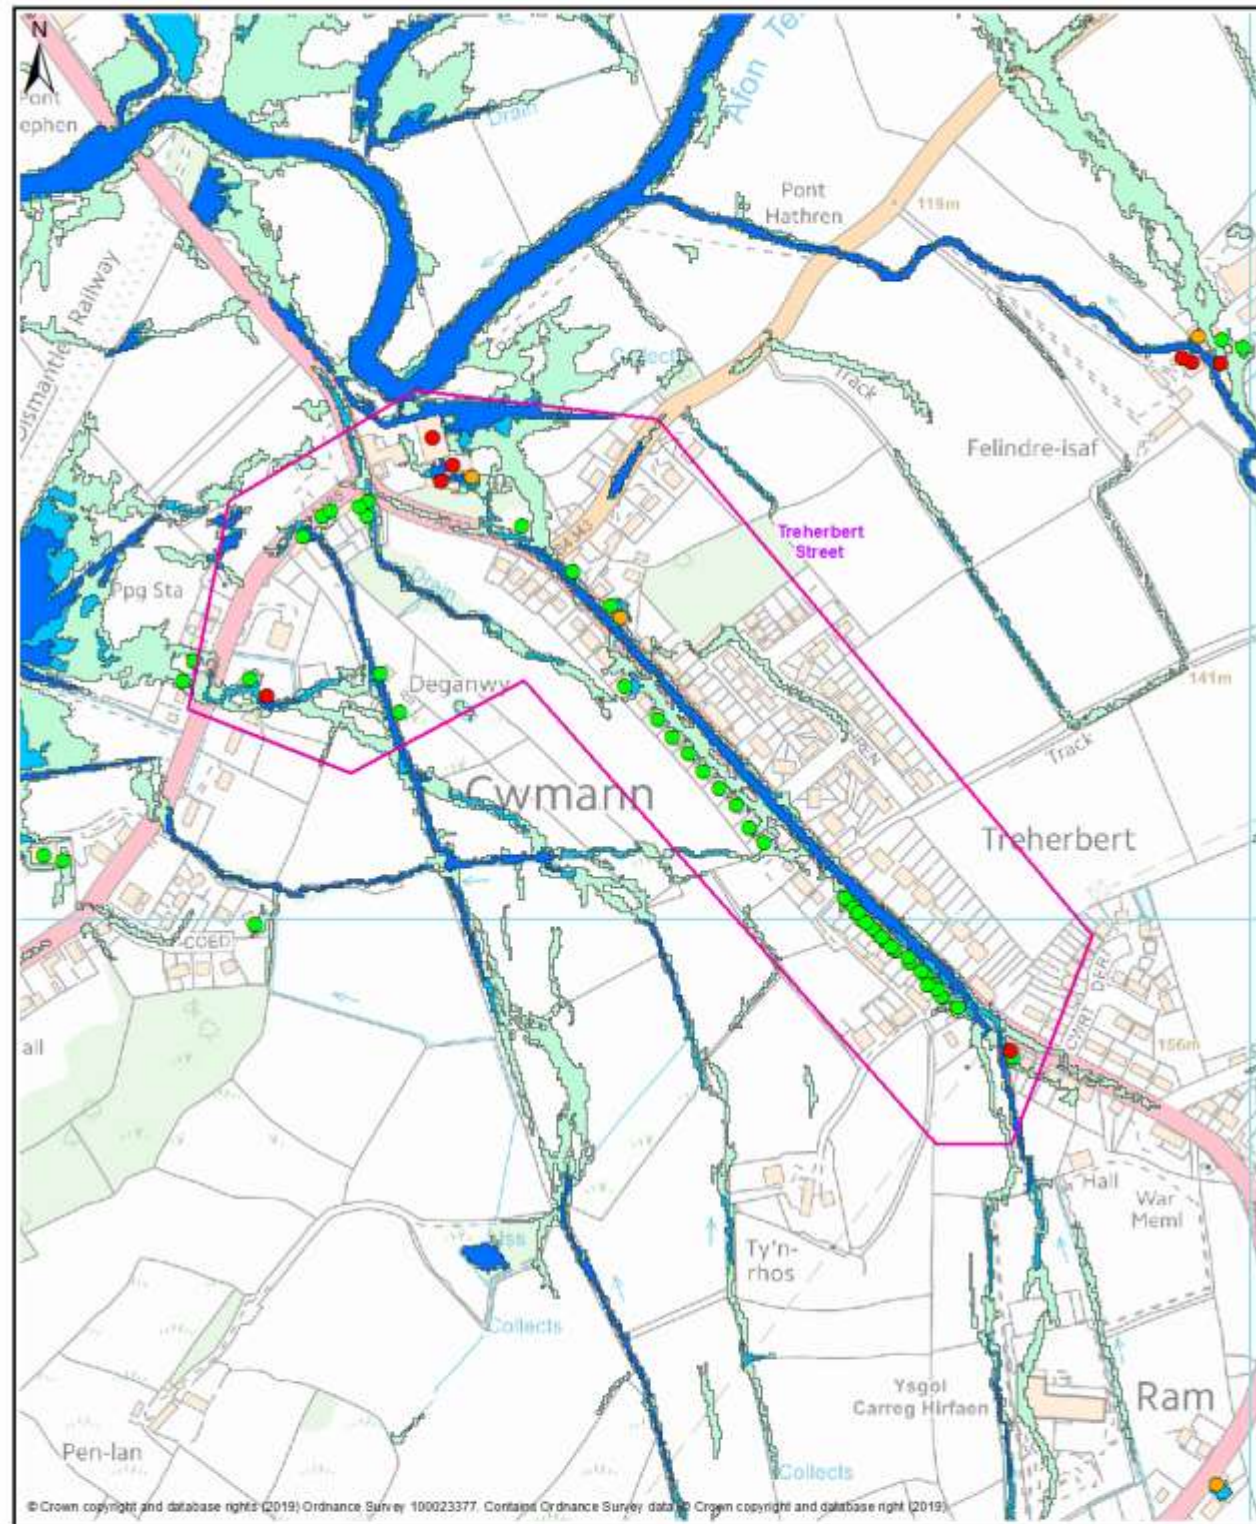 N
Pont
ephen
Drain
Afon Te
Pont
Hathren
119m
Dismantle Railway
Collects
Track
Felindre-isaf
Treherbert
Street
Ppg Sta
Drain
Deganwy
141m
Track
Cwmann
Treherbert
COED
CWRT DERI
all
156m
Hall
War
Meml
Ty'n-
rhos
Collects
Ysgol
Carreg Hirfaen
Ram
Pen-lan
Collects
© Crown copyright and database rights (2019) Ordnance Survey 100023377. Contains Ordnance Survey data © Crown copyright and database right (2019)